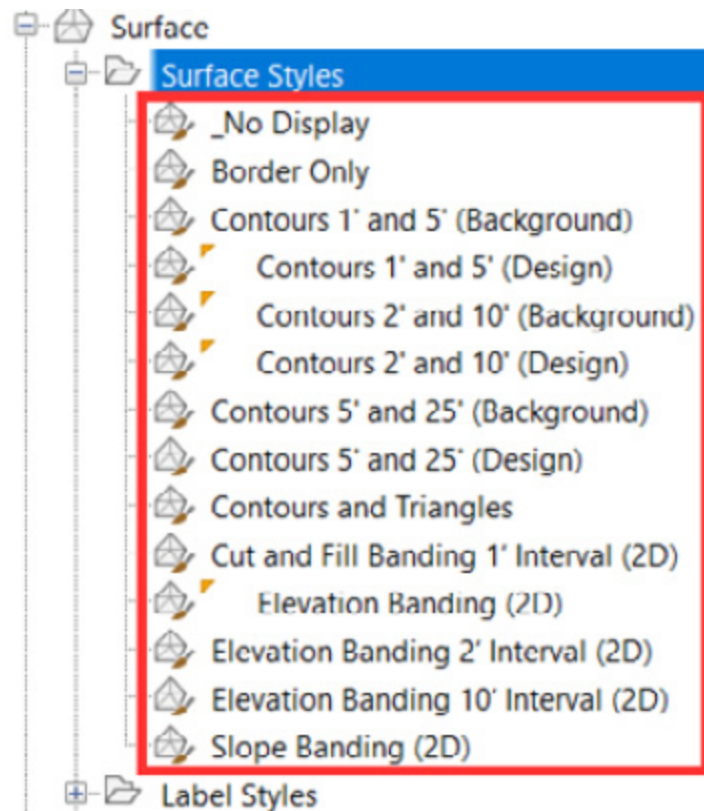 Surface
Surface Styles
_No Display
Border Only
Contours 1' and 5' (Background)
Contours 1' and 5' (Design)
Contours 2' and 10' (Background)
Contours 2' and 10' (Design)
Contours 5' and 25' (Background)
Contours 5' and 25' (Design)
Contours and Triangles
Cut and Fill Banding 1' Interval (2D)
Elevation Banding (2D)
Elevation Banding 2' Interval (2D)
Elevation Banding 10' Interval (2D)
Slope Banding (2D)
Label Styles